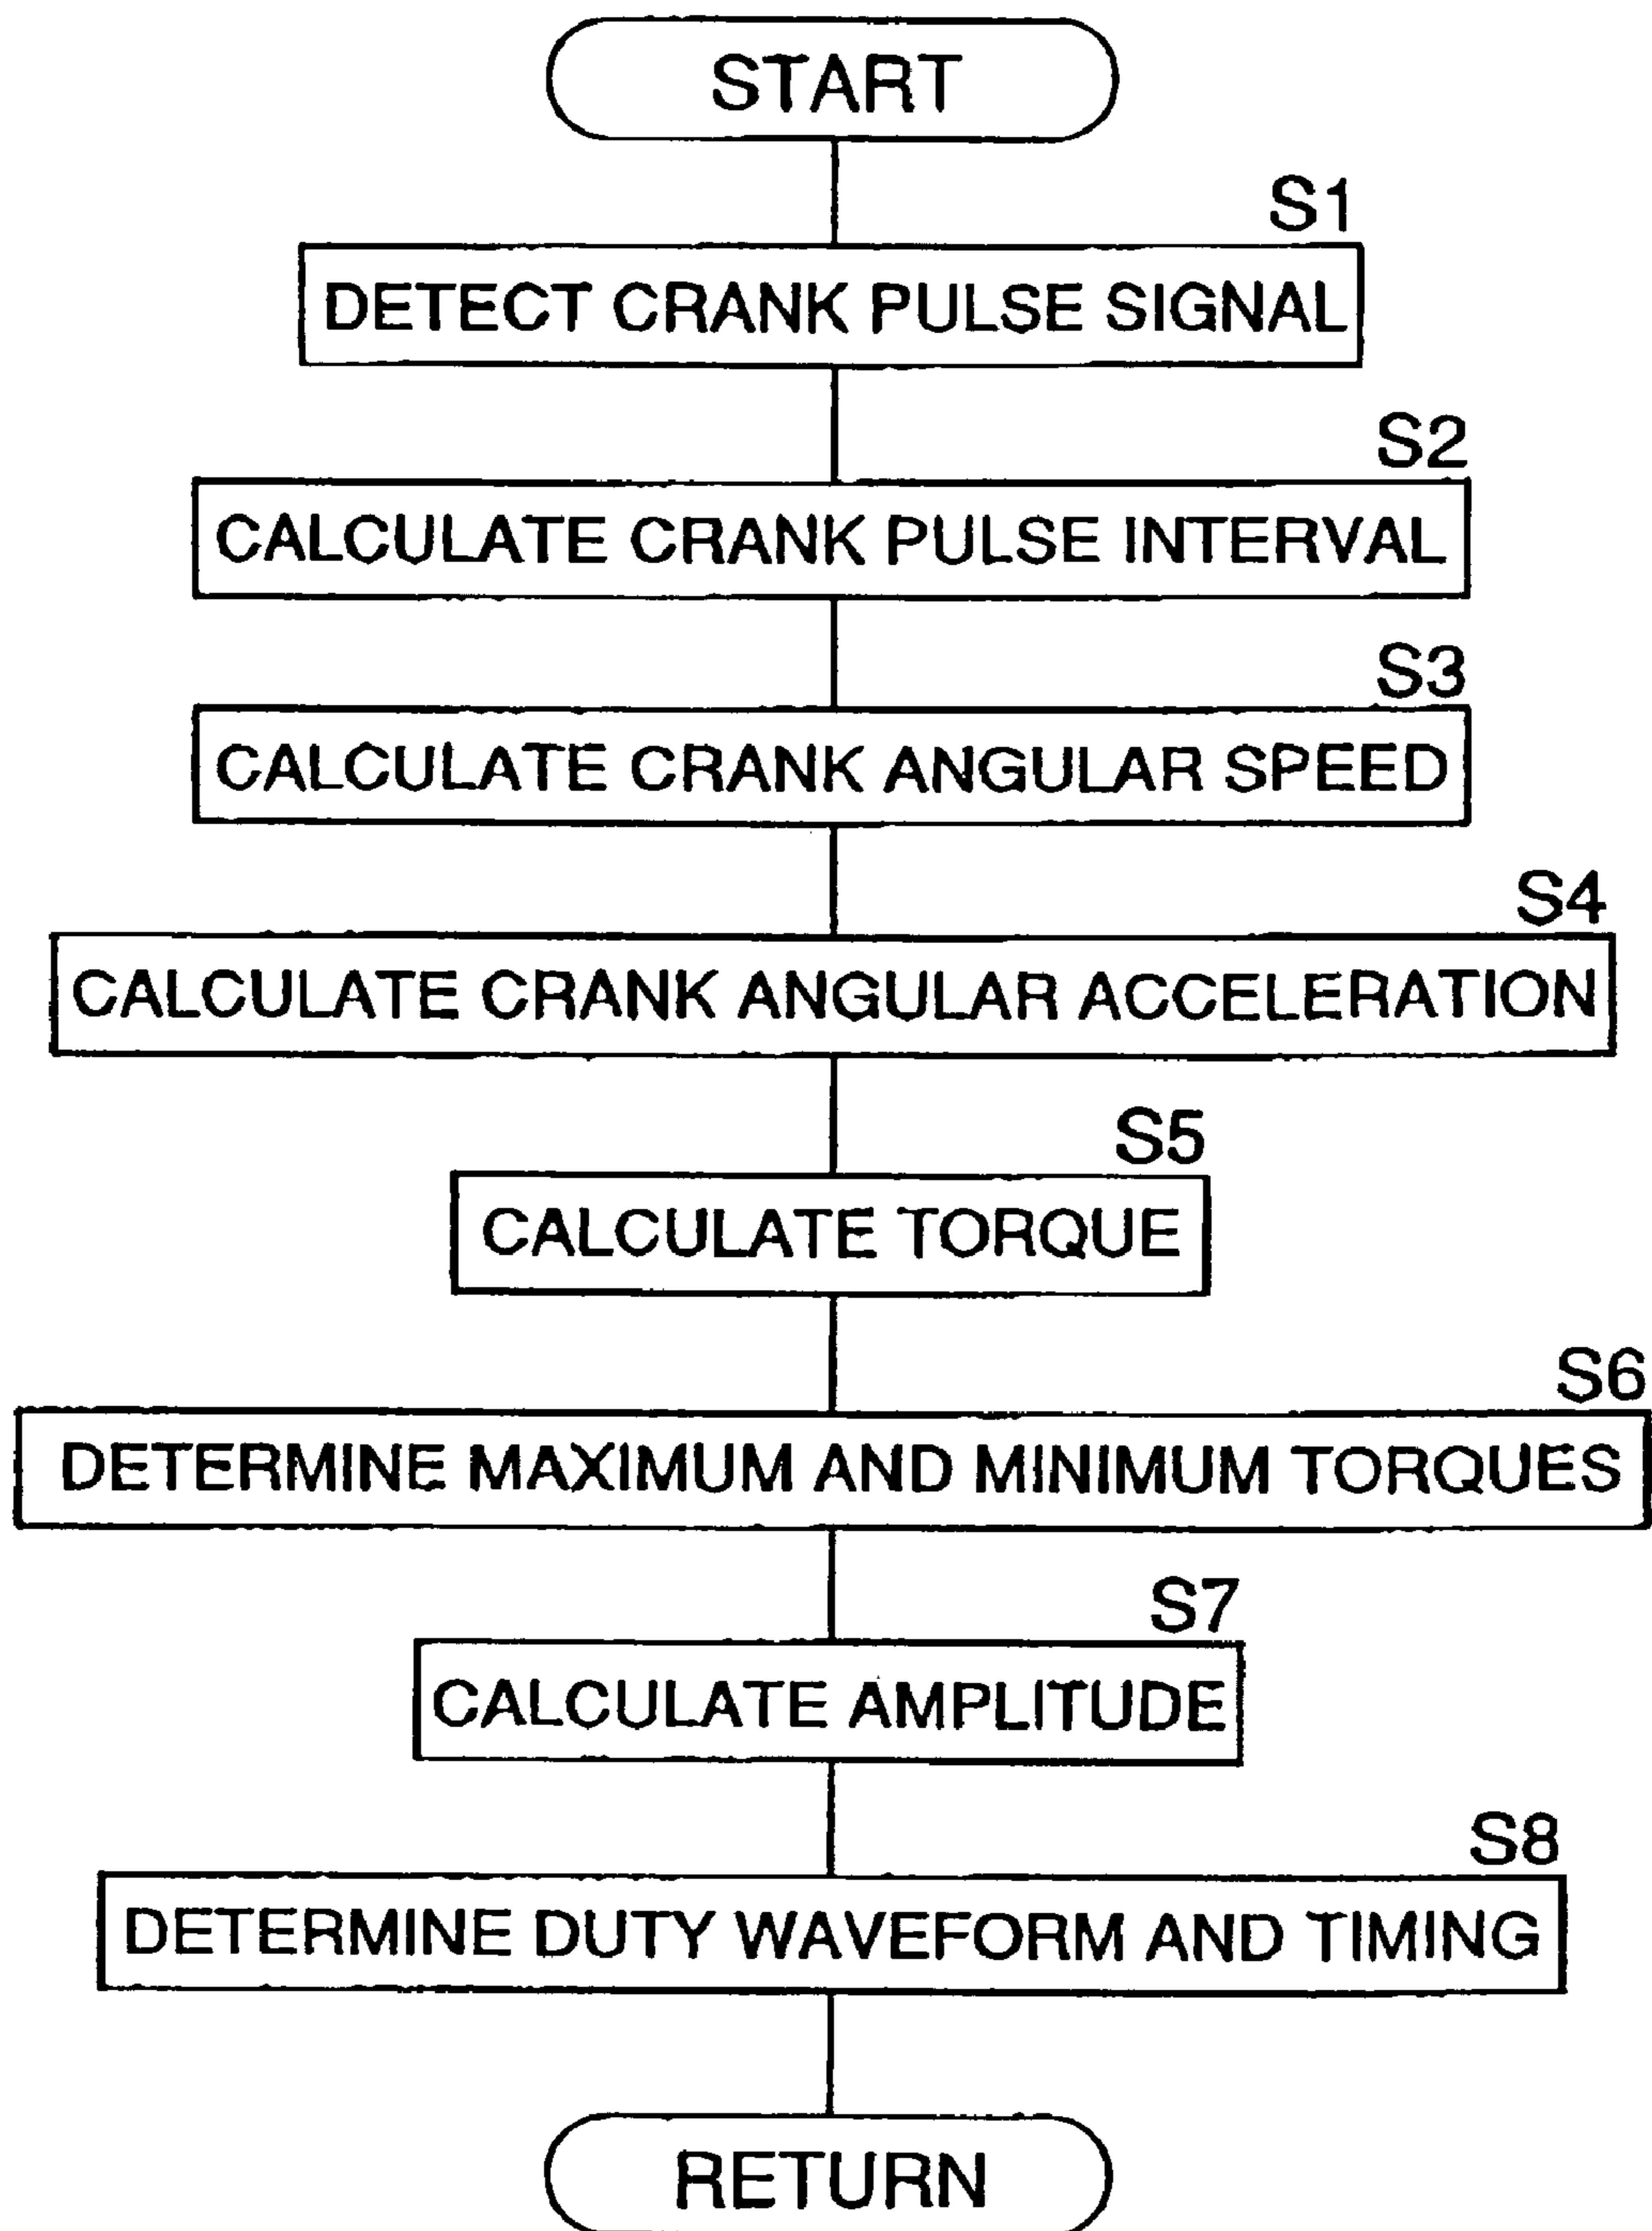 START
S1
DETECT CRANK PULSE SIGNAL
S2
CALCULATE CRANK PULSE INTERVAL
S3
CALCULATE CRANK ANGULAR SPEED
S4
CALCULATE CRANK ANGULAR ACCELERATION
S5
CALCULATE TORQUE
S6
DETERMINE MAXIMUM AND MINIMUM TORQUES
S7
CALCULATE AMPLITUDE
S8
DETERMINE DUTY WAVEFORM AND TIMING
RETURN